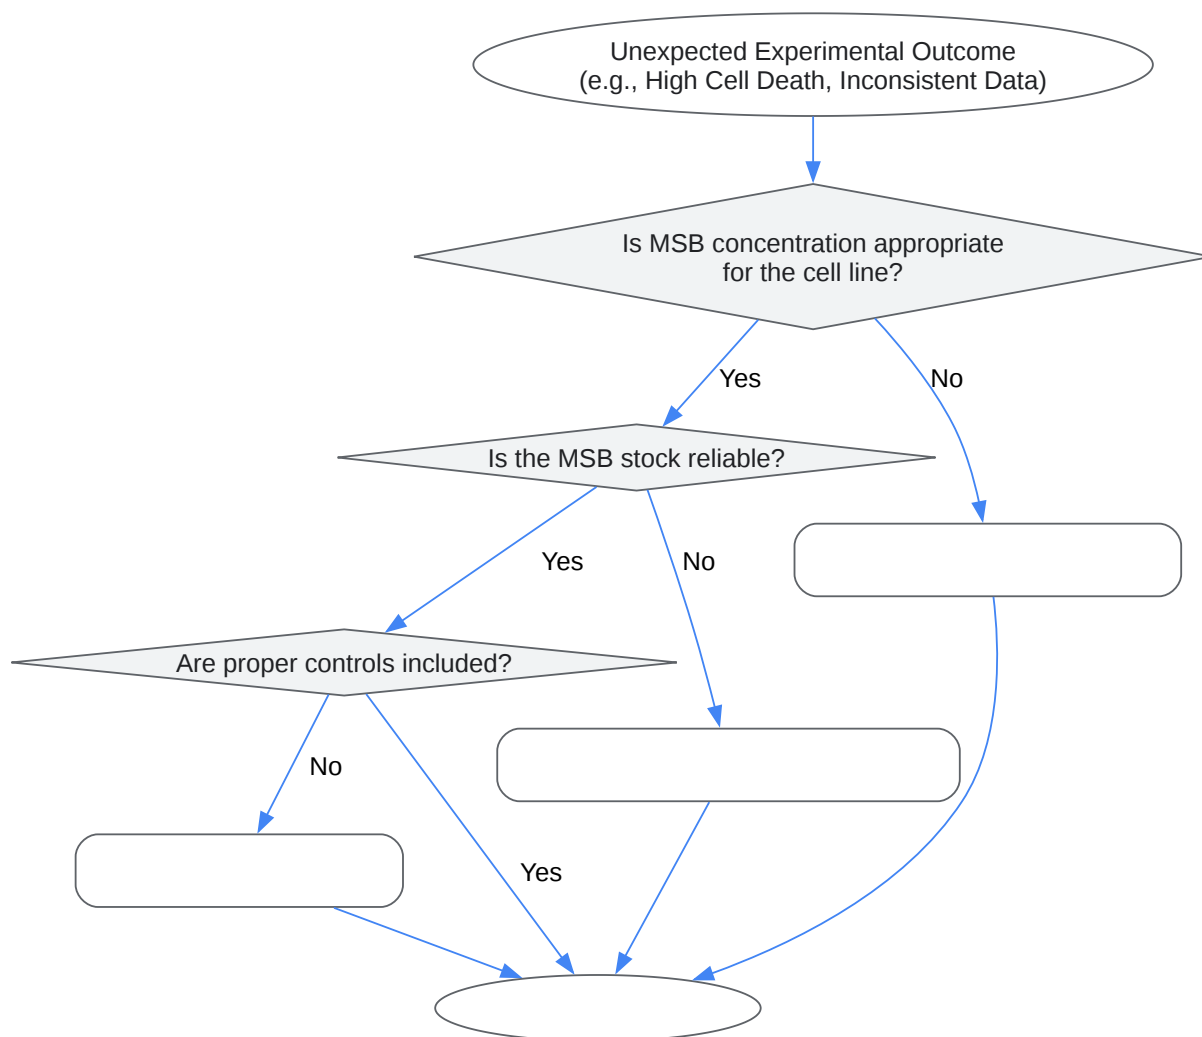 Unexpected Experimental Outcome
(e.g., High Cell Death, Inconsistent Data)
Is MSB concentration appropriate
for the cell line?
Yes
No
Is the MSB stock reliable?
Yes
No
Are proper controls included?
No
Yes